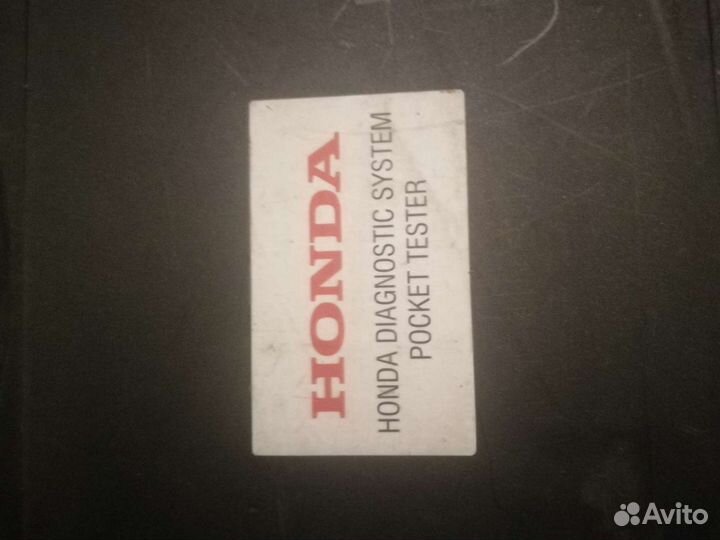 HONDA
HONDA DIAGNOSTIC SYSTEM
POCKET TESTER
Avito